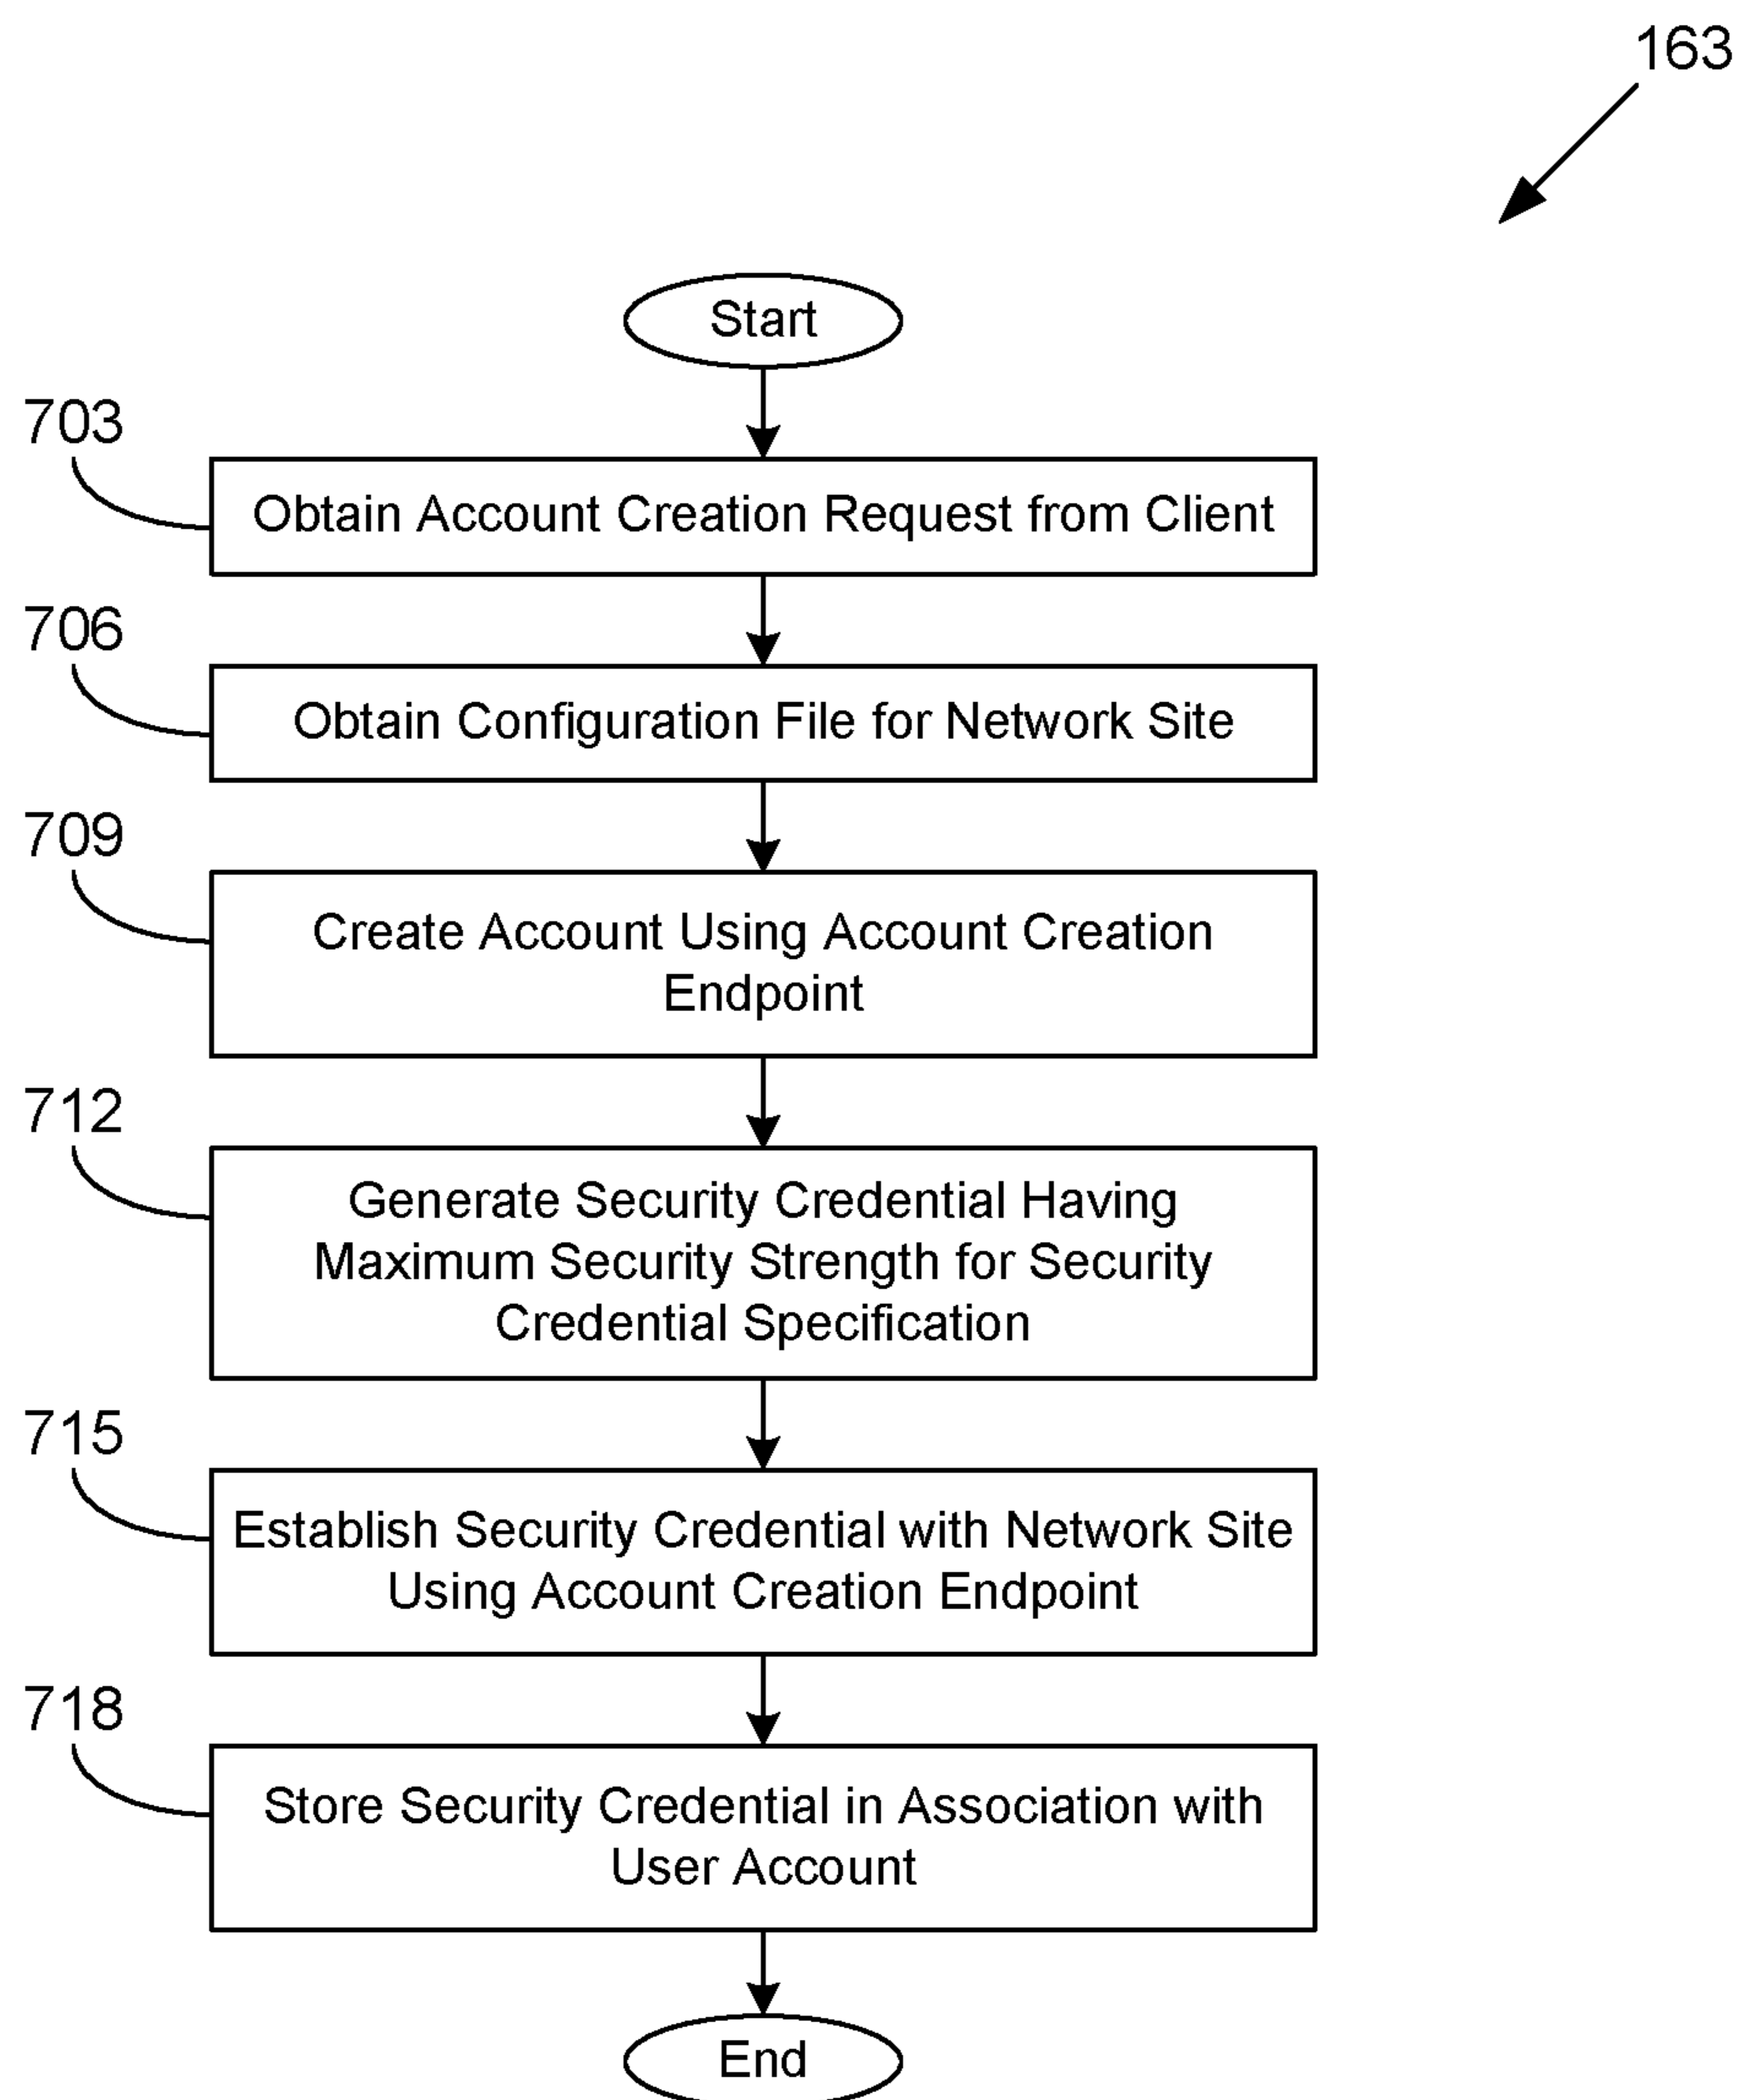 163
Start
703
Obtain Account Creation Request from Client
706
Obtain Configuration File for Network Site
709
Create Account Using Account Creation
Endpoint
712
Generate Security Credential Having
Maximum Security Strength for Security
Credential Specification
715
Establish Security Credential with Network Site
Using Account Creation Endpoint
718
Store Security Credential in Association with
User Account
End